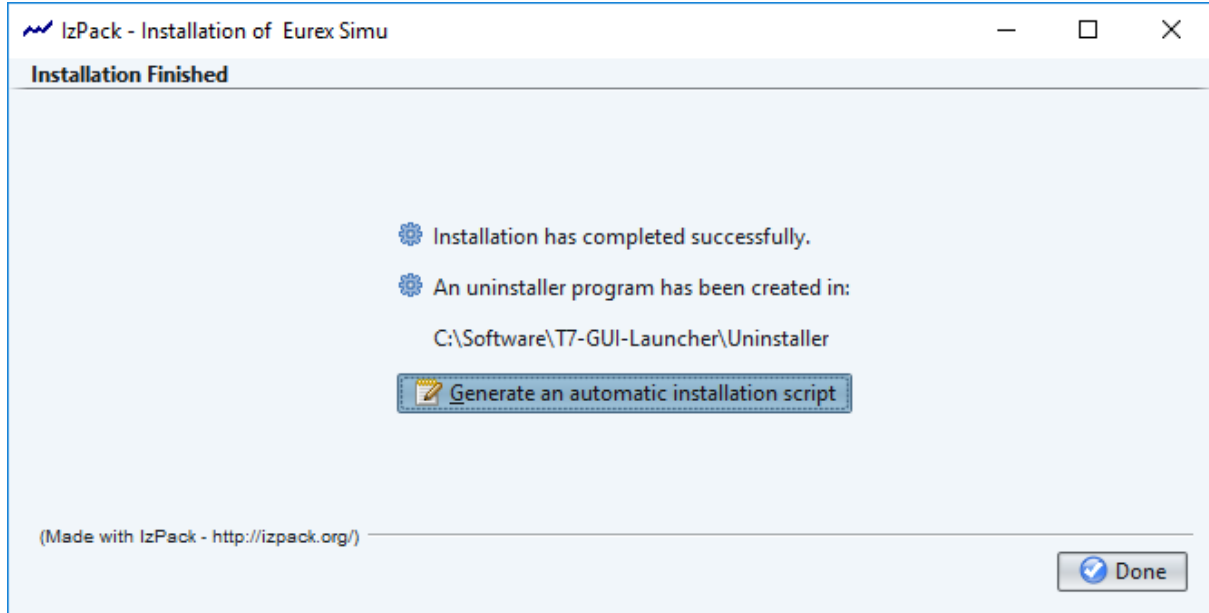 IzPack - Installation of  Eurex Simu
Installation Finished
Installation has completed successfully.
An uninstaller program has been created in:
C:\Software\T7-GUI-Launcher\Uninstaller
Generate an automatic installation script
(Made with IzPack - http://izpack.org/)
Done